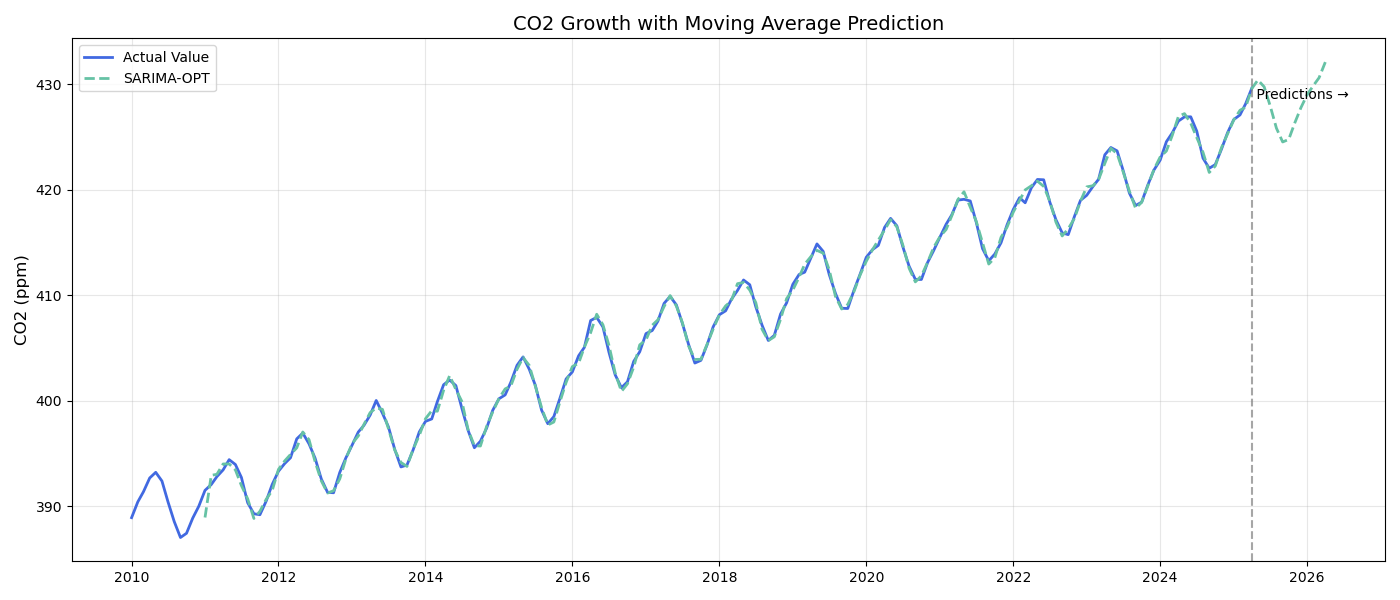 CO2 Growth with Moving Average Prediction
Actual Value
SARIMA-OPT
Predictions →
CO2 (ppm)
430
420
410
400
390
2010 2012 2014 2016 2018 2020 2022 2024 2026